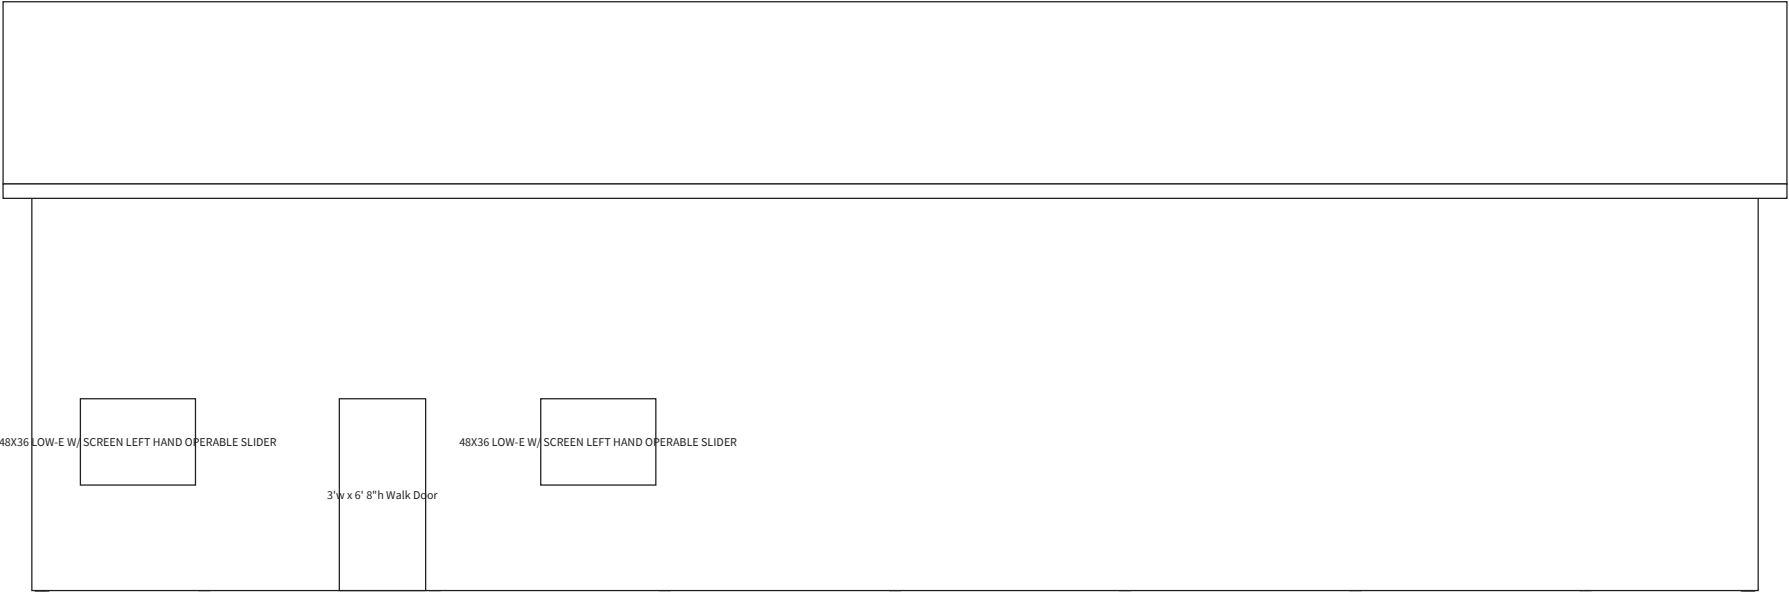 48X36 LOW-E W/ SCREEN LEFT HAND OPERABLE SLIDER
48X36 LOW-E W/ SCREEN LEFT HAND OPERABLE SLIDER
3'w x 6' 8"h Walk Door